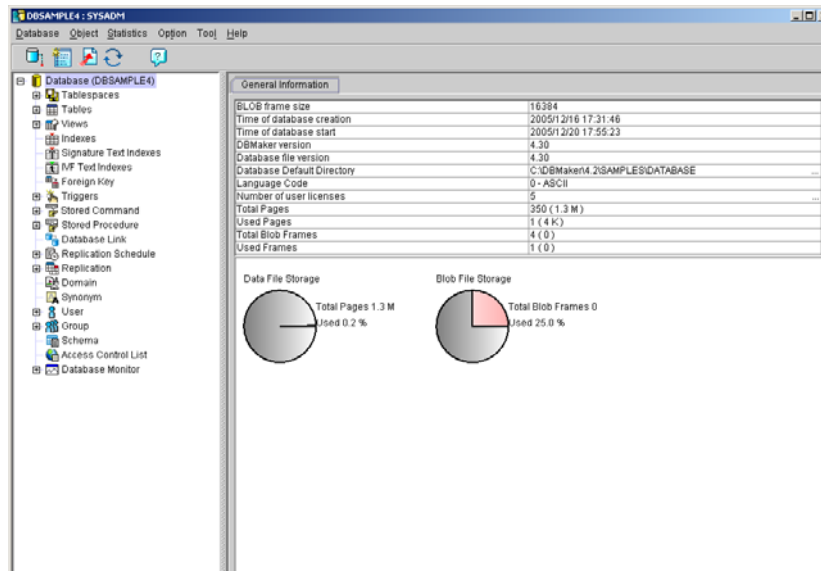 DBSAMPLE4 : SYSADM
Database Object Statistics Option Tool Help
Database (DBSAMPLE4)
Tablespaces
Tables
Views
Indexes
Signature Text Indexes
IVF Text Indexes
Foreign Key
Triggers
Stored Command
Stored Procedure
Database Link
Replication Schedule
Replication
Domain
Synonym
User
Group
Schema
Access Control List
Database Monitor
General Information
BLOB frame size 16384
Time of database creation 2005/12/16 17:31:46
Time of database start 2005/12/20 17:55:23
DBMaker version 4.30
Database file version 4.30
Database Default Directory C:\DBMaker\4.2\SAMPLES\DATABASE ...
Language Code 0 - ASCII
Number of user licenses 5 ...
Total Pages 350 ( 1.3 M )
Used Pages 1 ( 4 K )
Total Blob Frames 4 ( 0 )
Used Frames 1 ( 0 )
Data File Storage
Total Pages 1.3 M
Used 0.2 %
Blob File Storage
Total Blob Frames 0
Used 25.0 %